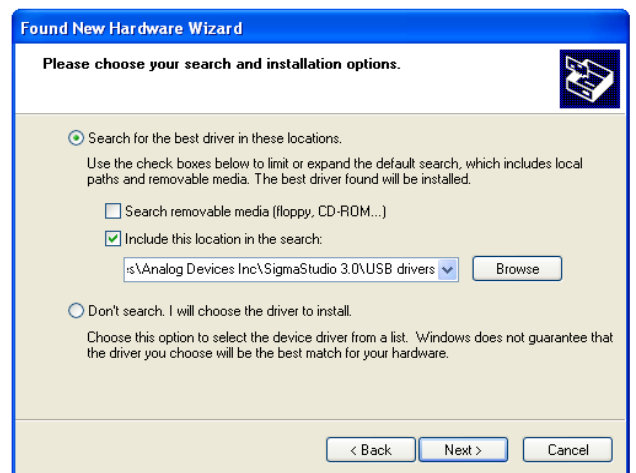 Found New Hardware Wizard
Please choose your search and installation options.
Search for the best driver in these locations.
Use the check boxes below to limit or expand the default search, which includes local
paths and removable media. The best driver found will be installed.
Search removable media (floppy, CD-ROM...)
Include this location in the search:
s\Analog Devices Inc\SigmaStudio 3.0\USB drivers
Browse
Don't search. I will choose the driver to install.
Choose this option to select the device driver from a list. Windows does not guarantee that
the driver you choose will be the best match for your hardware.
< Back Next > Cancel